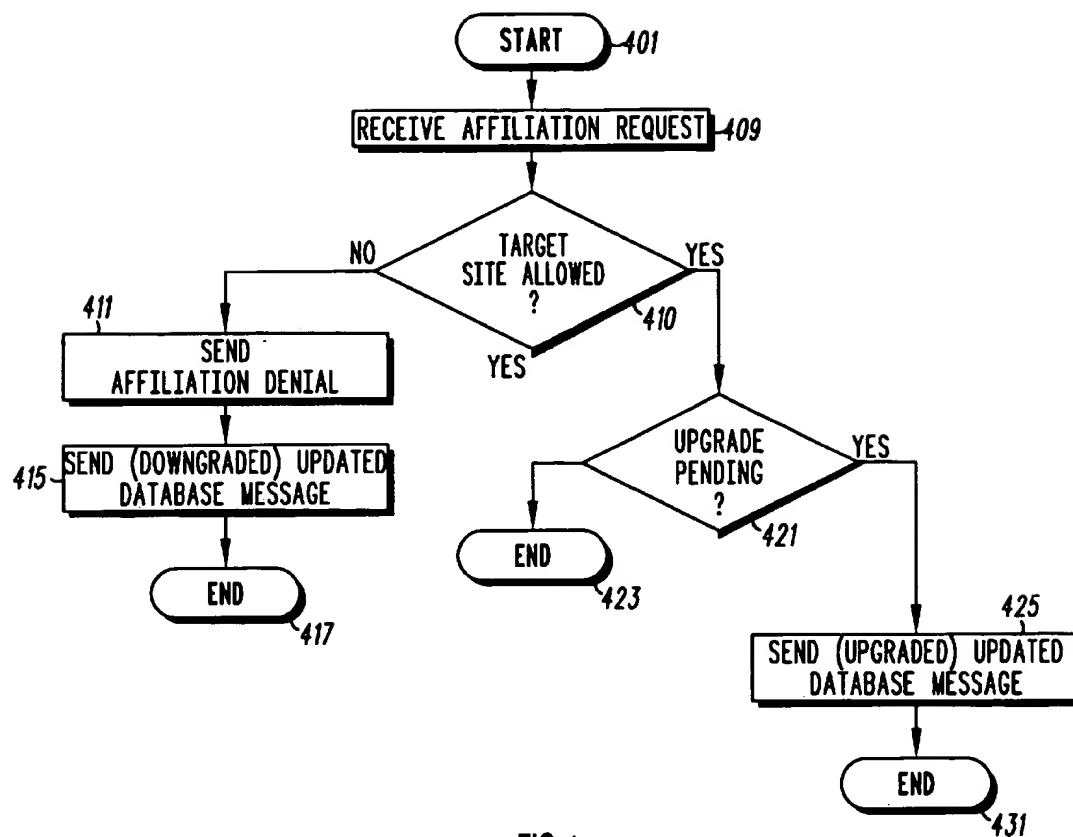 START
401
RECEIVE AFFILIATION REQUEST
409
TARGET
SITE ALLOWED
?
NO
YES
410
YES
411
SEND
AFFILIATION DENIAL
415
SEND (DOWNGRADED) UPDATED
DATABASE MESSAGE
END
417
UPGRADE
PENDING
?
YES
421
END
423
425
SEND (UPGRADED) UPDATED
DATABASE MESSAGE
END
431